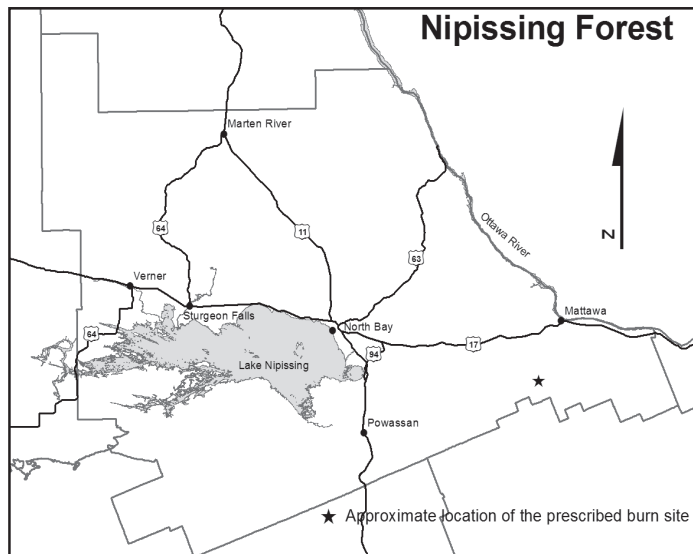 Nipissing Forest
Marten River
64
11
63
Ottawa River
N
Verner
Sturgeon Falls
Mattawa
64
North Bay
17
94
Lake Nipissing
Powassan
★ Approximate location of the prescribed burn site